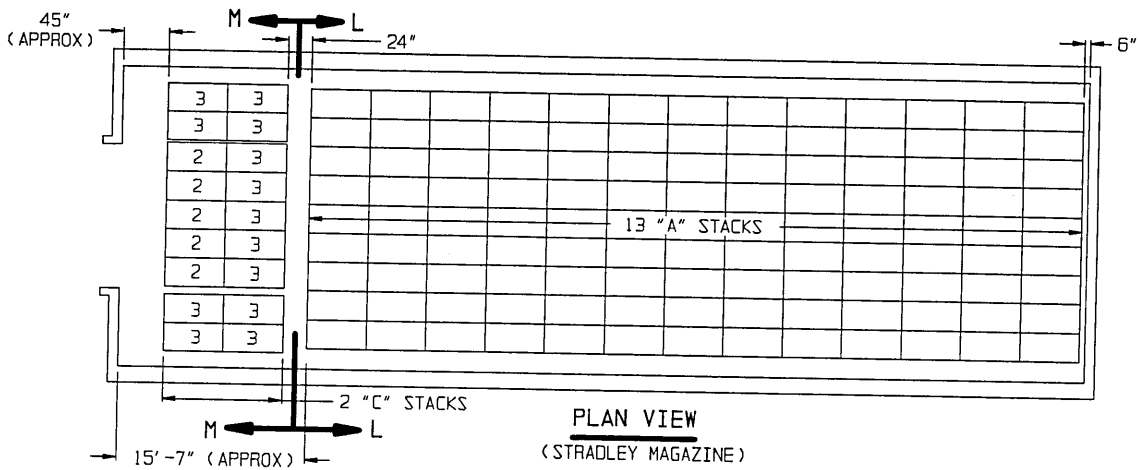 45"
(APPROX)
M L
24"
6"
3 3
3 3
2 3
2 3
2 3
2 3
2 3
3 3
3 3
13 "A" STACKS
2 "C" STACKS
M L
15'-7" (APPROX)
PLAN VIEW
(STRADLEY MAGAZINE)